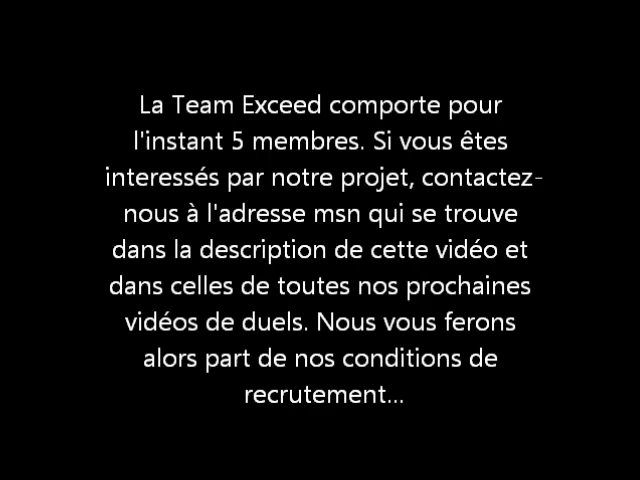 La Team Exceed comporte pour
l'instant 5 membres. Si vous êtes
interessés par notre projet, contactez-
nous à l'adresse msn qui se trouve
dans la description de cette vidéo et
dans celles de toutes nos prochaines
vidéos de duels. Nous vous ferons
alors part de nos conditions de
recrutement...